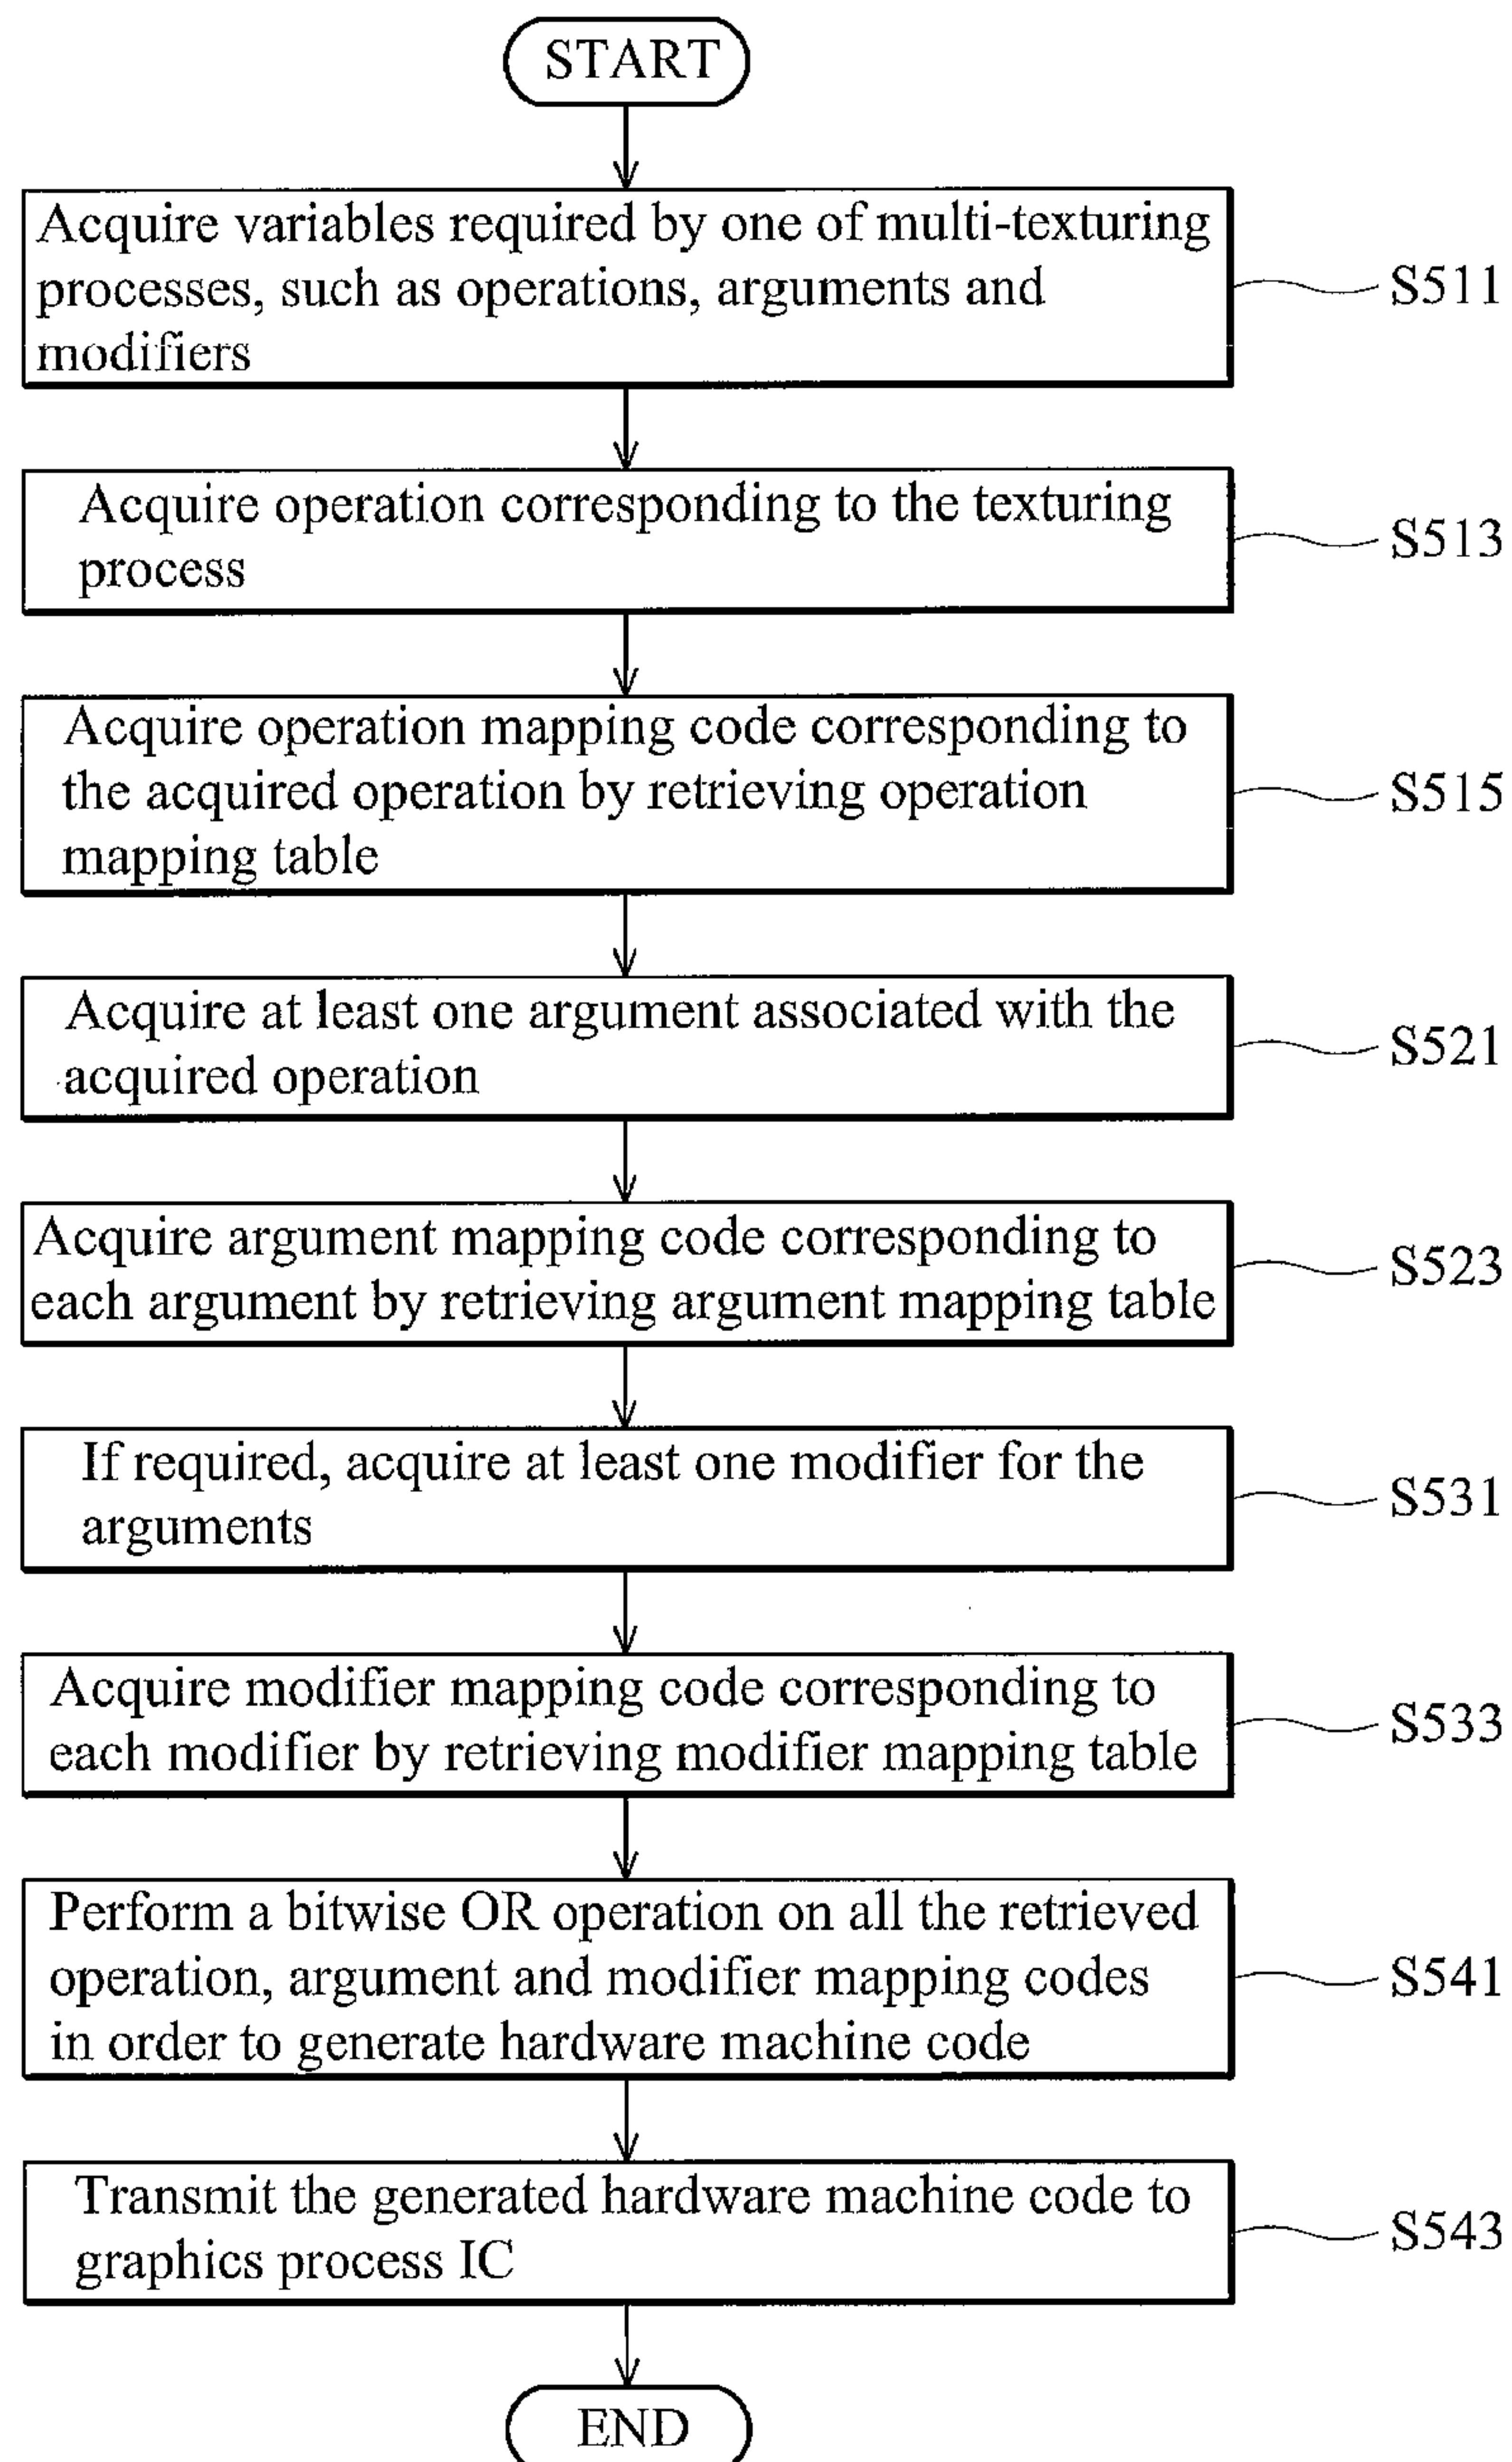 START
Acquire variables required by one of multi-texturing
processes, such as operations, arguments and
modifiers
S511
Acquire operation corresponding to the texturing
process
S513
Acquire operation mapping code corresponding to
the acquired operation by retrieving operation
mapping table
S515
Acquire at least one argument associated with the
acquired operation
S521
Acquire argument mapping code corresponding to
each argument by retrieving argument mapping table
S523
If required, acquire at least one modifier for the
arguments
S531
Acquire modifier mapping code corresponding to
each modifier by retrieving modifier mapping table
S533
Perform a bitwise OR operation on all the retrieved
operation, argument and modifier mapping codes
in order to generate hardware machine code
S541
Transmit the generated hardware machine code to
graphics process IC
S543
END